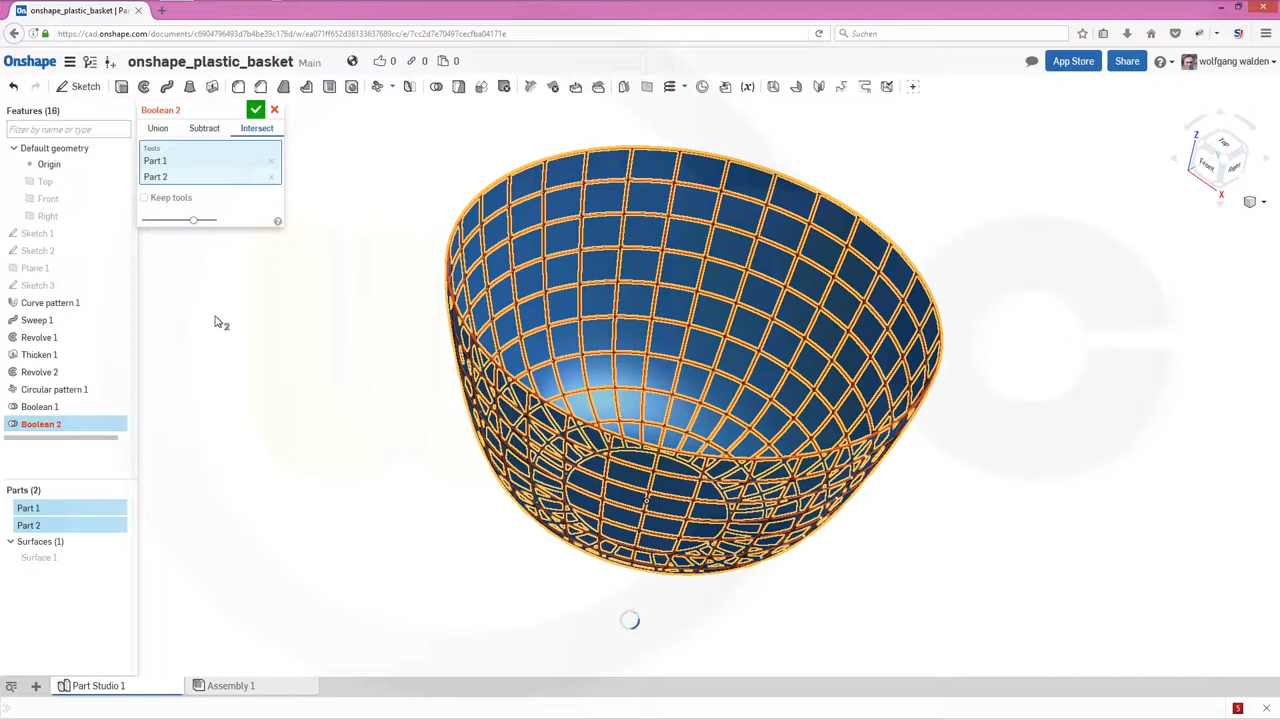 onshape_plastic_basket | Pa
https://cad.onshape.com/documents/c6904796493d7b4be39c176d/w/ea071ff652d36133637689cc/e/7cc2d7e70497cecfba04171e
Suchen
Onshape
onshape_plastic_basket Main
0
0
0
App Store
Share
wolfgang walden
Sketch
Features (16)
Filter by name or type
Default geometry
Origin
Top
Front
Right
Sketch 1
Sketch 2
Plane 1
Sketch 3
Curve pattern 1
Sweep 1
Revolve 1
Thicken 1
Revolve 2
Circular pattern 1
Boolean 1
Boolean 2
Parts (2)
Part 1
Part 2
Surfaces (1)
Surface 1
Boolean 2
Union Subtract Intersect
Tools
Part 1
Part 2
Keep tools
Z
Top
Front
Right
X
Part Studio 1
Assembly 1
5